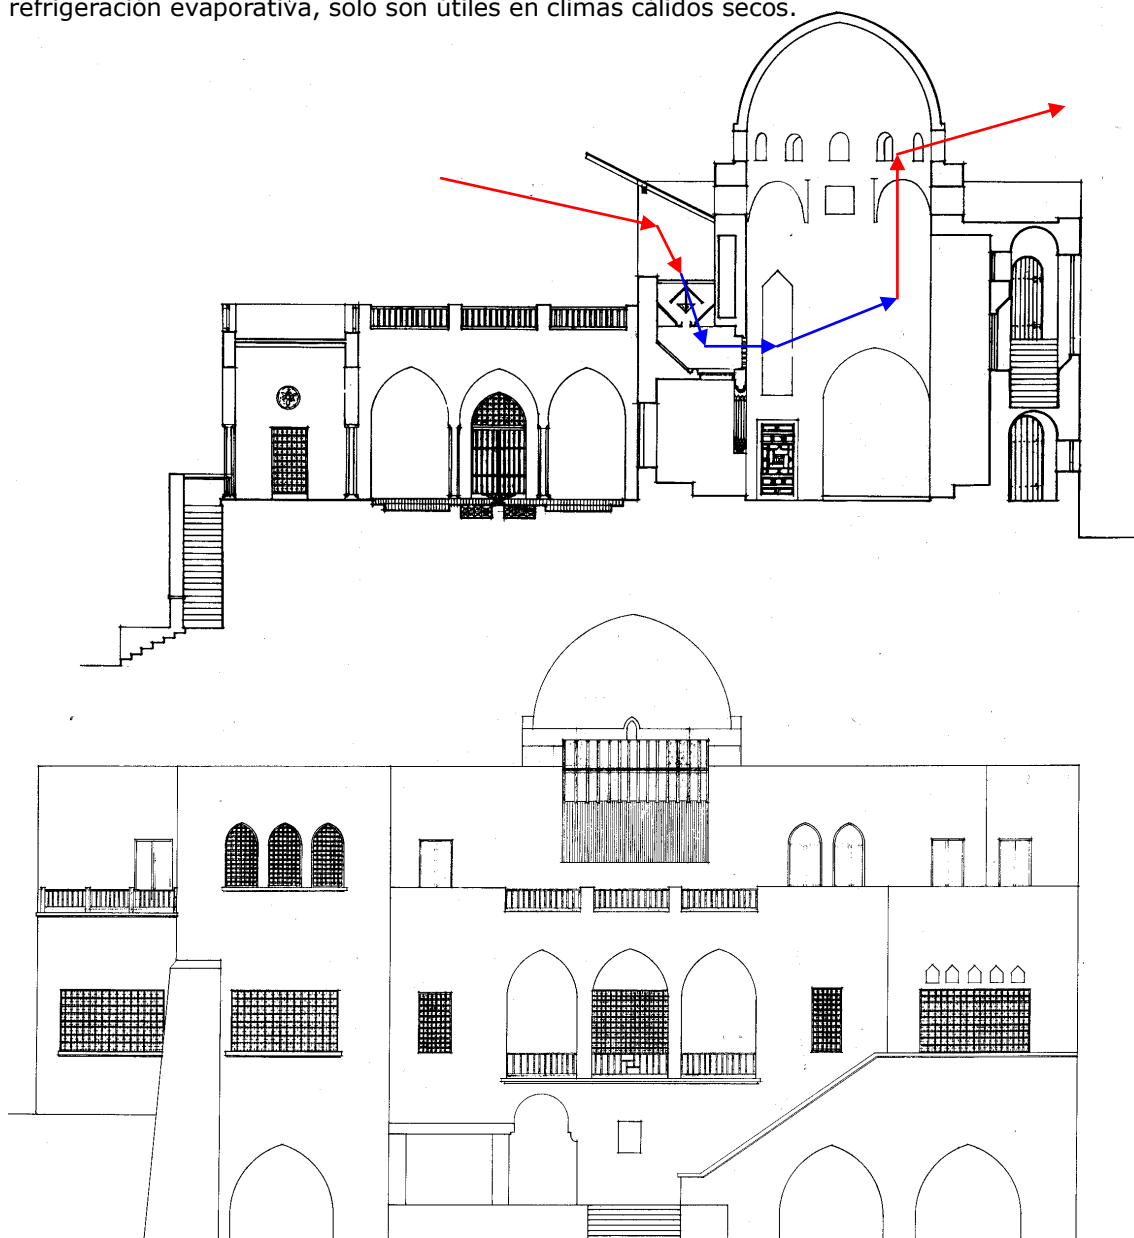 refrigeración evaporativa, solo son útiles en climas cálidos secos.